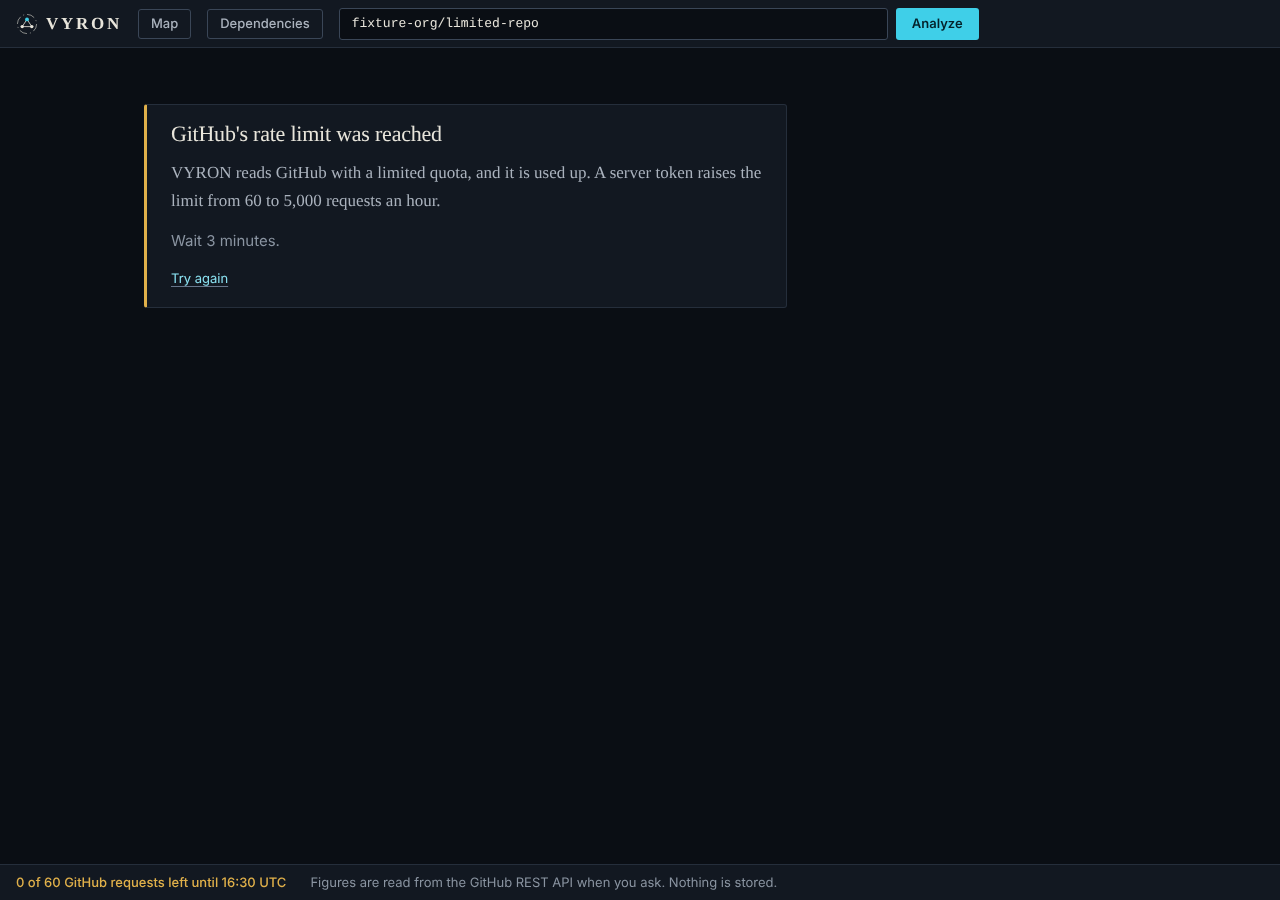 VYRON Map Dependencies fixture-org/limited-repo Analyze
GitHub's rate limit was reached
VYRON reads GitHub with a limited quota, and it is used up. A server token raises the
limit from 60 to 5,000 requests an hour.
Wait 3 minutes.
Try again
0 of 60 GitHub requests left until 16:30 UTC Figures are read from the GitHub REST API when you ask. Nothing is stored.